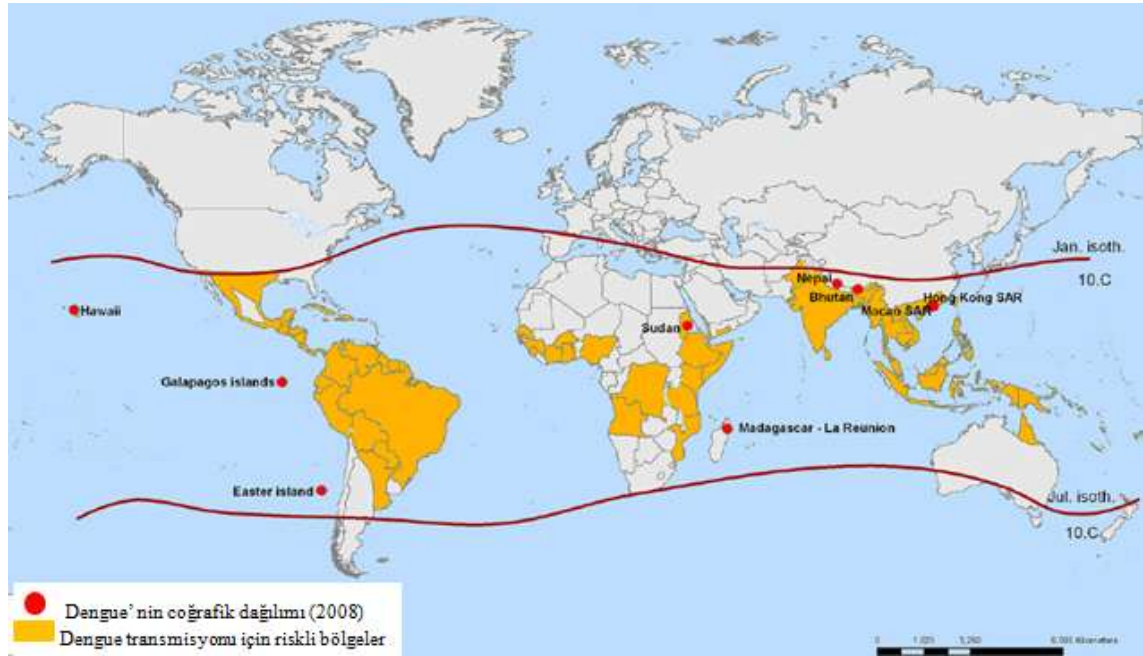 Jan. isoth.
10.C
Nepal
Bhutan
Hong Kong SAR
Macao SAR
Hawaii
Sudan
Galapagos islands
Madagascar - La Reunion
Easter island
Jul. isoth.
10.C
Dengue' nin coğrafik dağılımı (2008)
Dengue transmisyonu için riskli bölgeler
0